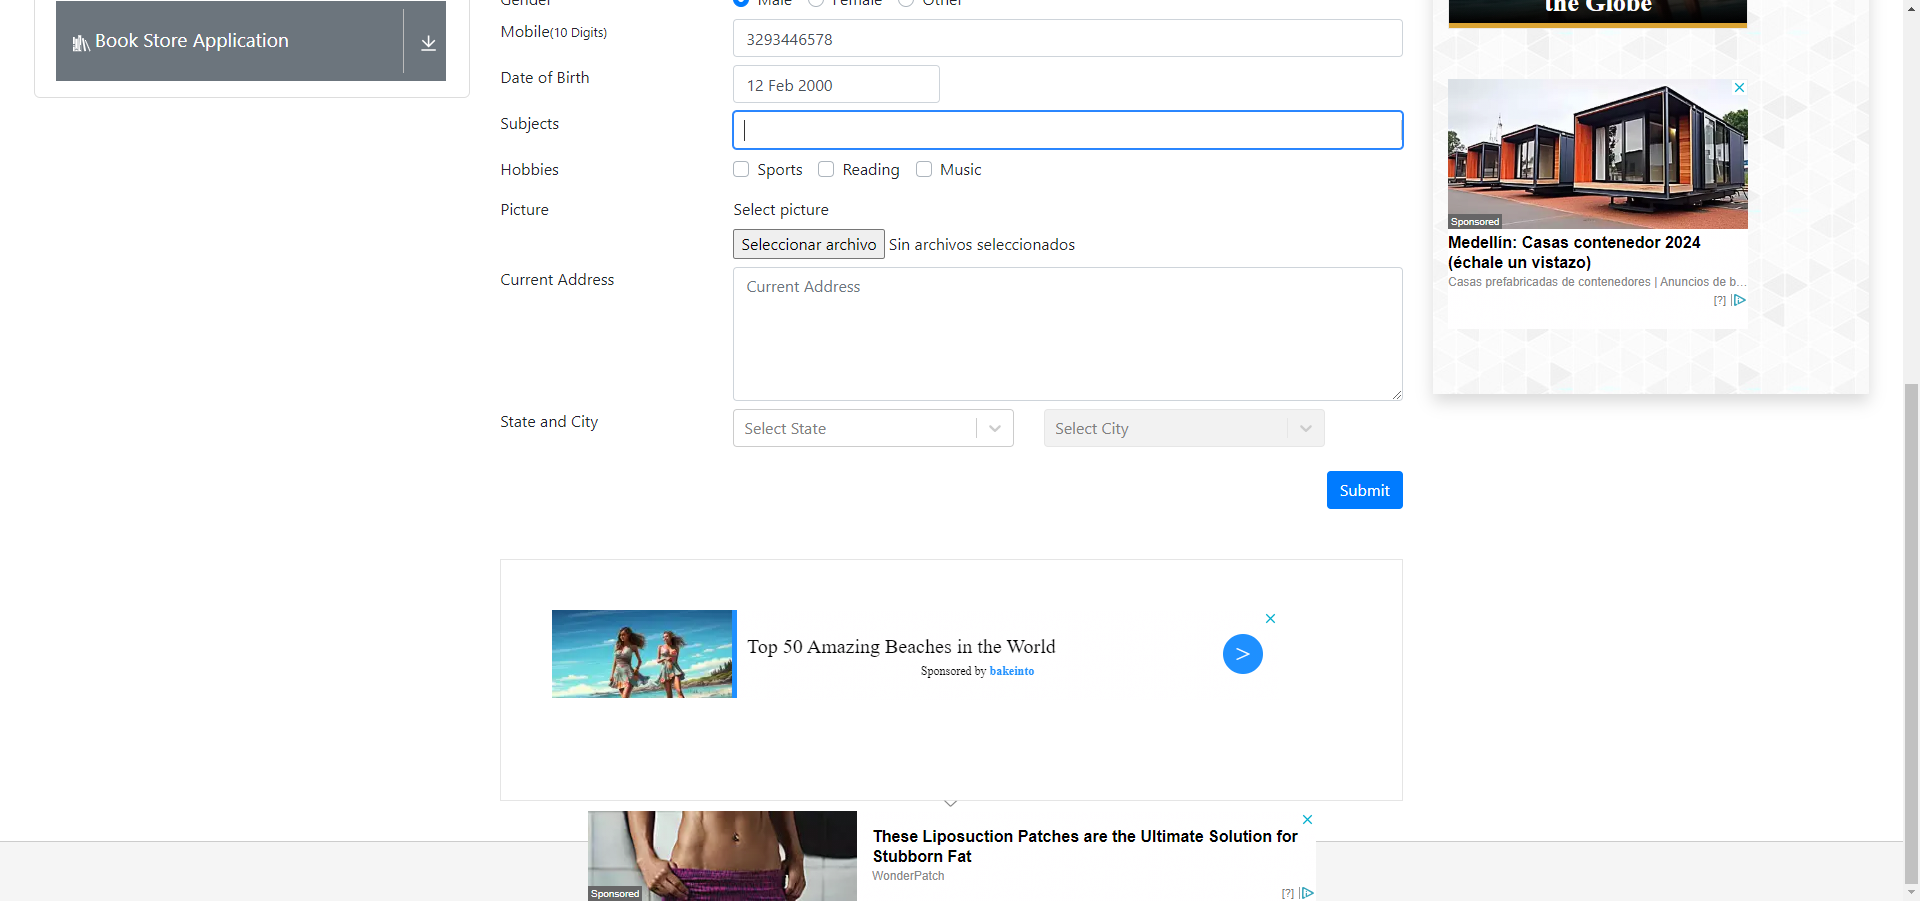 Book Store Application
Gender
Male
Female
Other
Mobile(10 Digits)
3293446578
Date of Birth
12 Feb 2000
Subjects
Hobbies
Sports
Reading
Music
Picture
Select picture
Seleccionar archivo Sin archivos seleccionados
Current Address
Current Address
State and City
Select State
Select City
Submit
Top 50 Amazing Beaches in the World
Sponsored by bakeinto
>
Sponsored
These Liposuction Patches are the Ultimate Solution for
Stubborn Fat
WonderPatch
[?]
the Globe
Sponsored
Medellín: Casas contenedor 2024
(échale un vistazo)
Casas prefabricadas de contenedores | Anuncios de b...
[?]